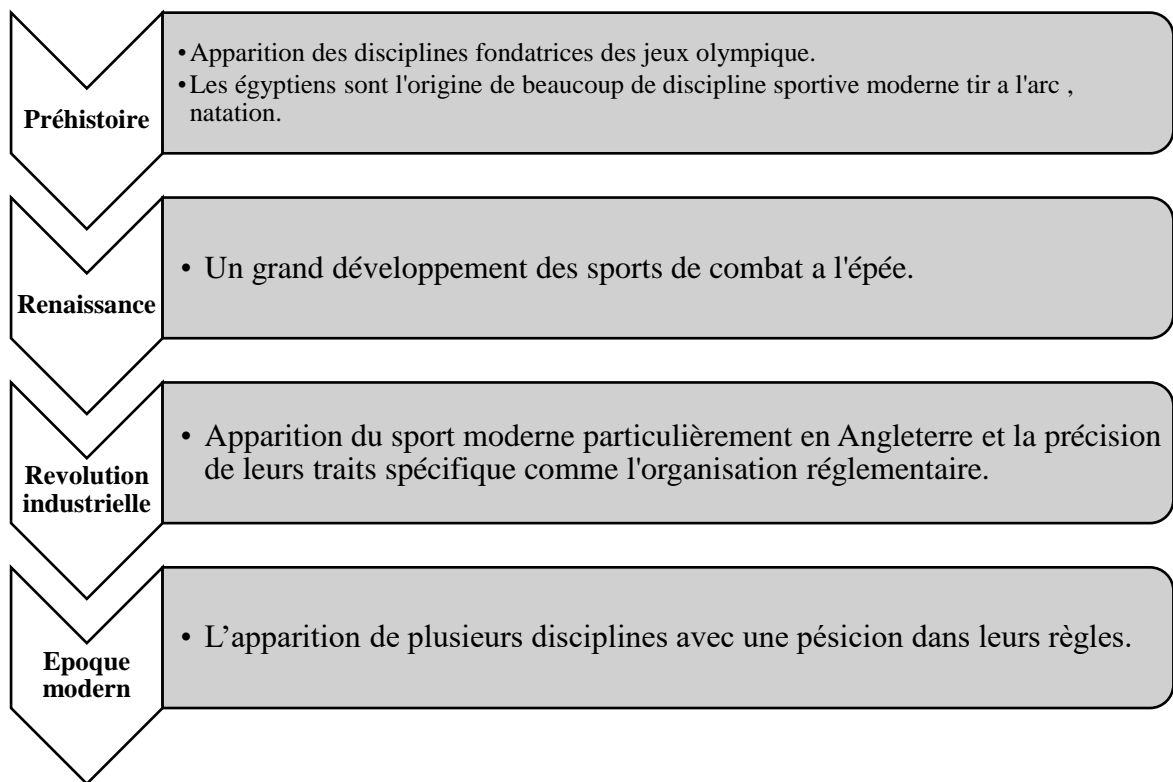 Préhistoire
•Apparition des disciplines fondatrices des jeux olympique.
•Les égyptiens sont l'origine de beaucoup de discipline sportive moderne tir a l'arc ,
natation.
Renaissance
• Un grand développement des sports de combat a l'épée.
Revolution
industrielle
• Apparition du sport moderne particulièrement en Angleterre et la précision
de leurs traits spécifique comme l'organisation réglementaire.
Epoque
modern
• L’apparition de plusieurs disciplines avec une pésicion dans leurs règles.